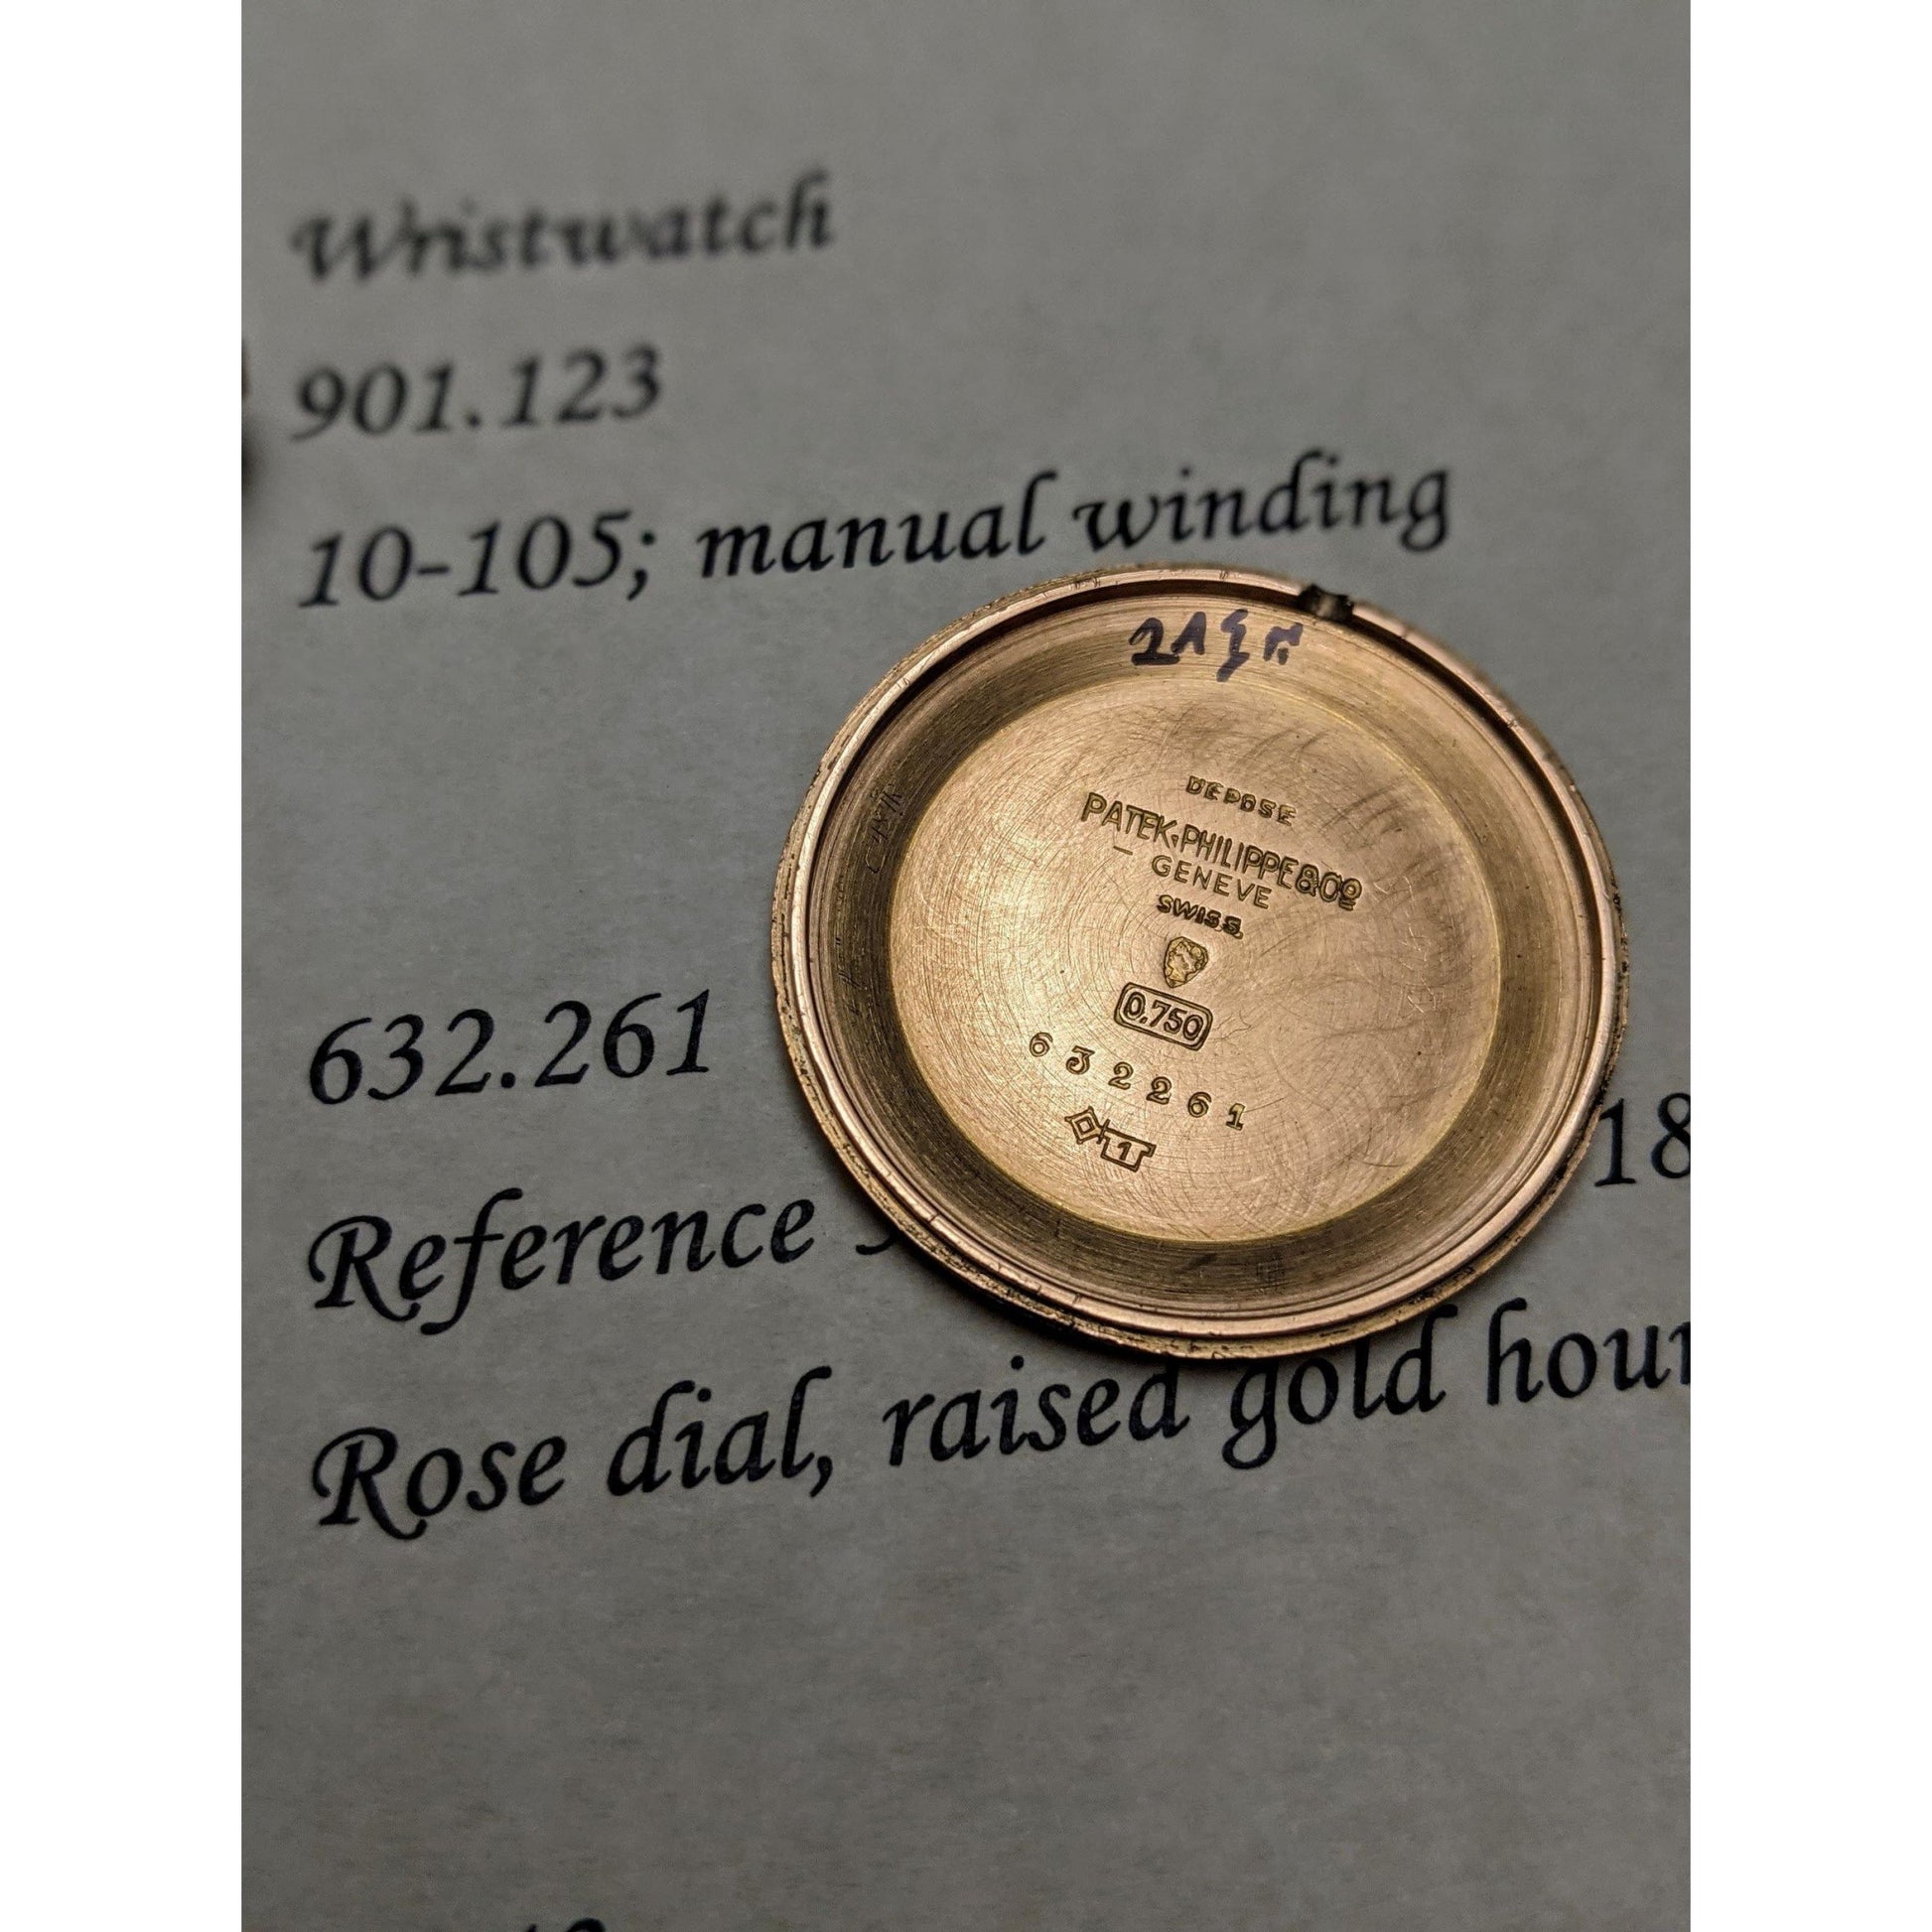 Wristwatch
901.123
10-105; manual winding
632.261
Reference
18
Rose dial, raised gold hour
DEPOSE
PATEK·PHILIPPE&Cº
GENEVE
SWISS.
0.750
632261
1